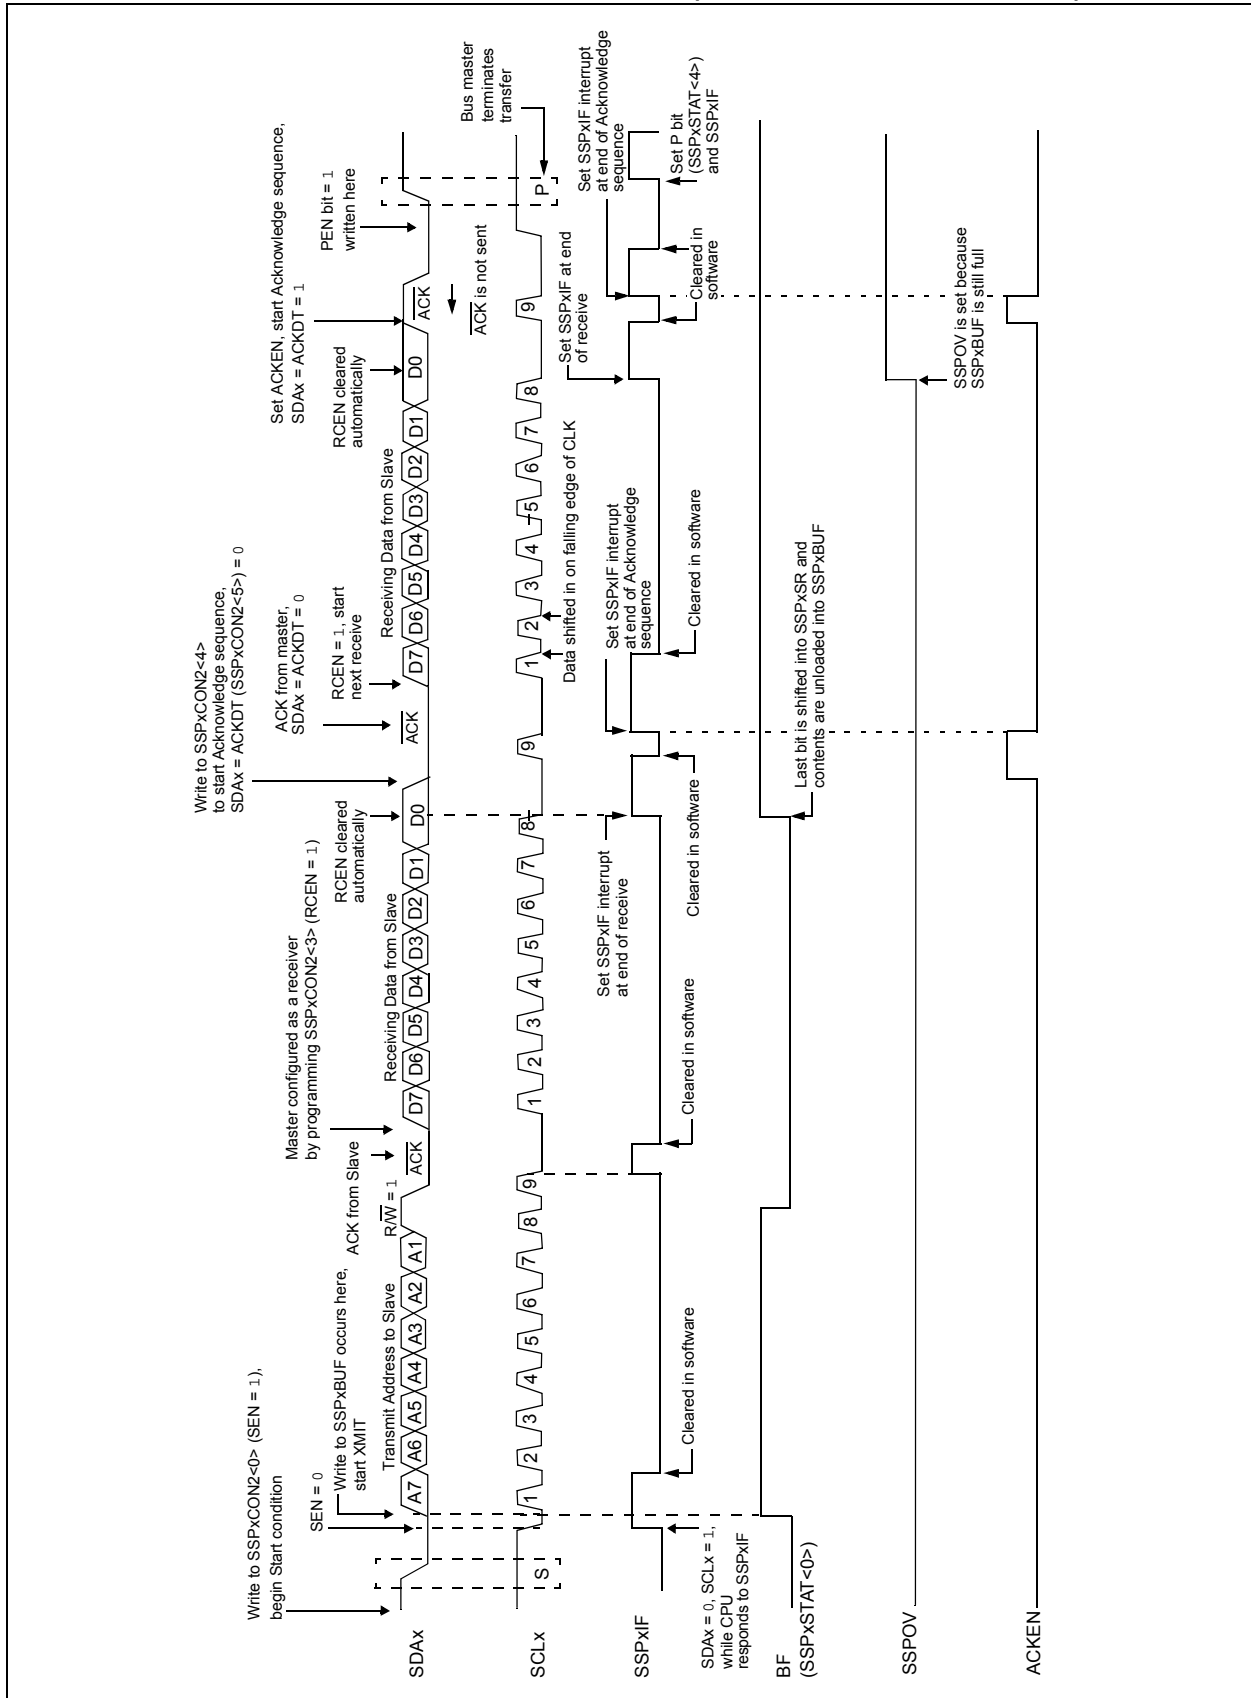 Write to SSPxCON2<0> (SEN = 1),
begin Start condition
SEN = 0
Write to SSPxBUF occurs here,
start XMIT
Transmit Address to Slave
R/W = 1
ACK from Slave
Master configured as a receiver
by programming SSPxCON2<3> (RCEN = 1)
Receiving Data from Slave
RCEN cleared
automatically
Write to SSPxCON2<4>
to start Acknowledge sequence,
SDAx = ACKDT (SSPxCON2<5>) = 0
ACK from master,
SDAx = ACKDT = 0
RCEN = 1, start
next receive
Receiving Data from Slave
RCEN cleared
automatically
Set ACKEN, start Acknowledge sequence,
SDAx = ACKDT = 1
PEN bit = 1
written here
SDAx
A7 A6 A5 A4 A3 A2 A1 ACK D7 D6 D5 D4 D3 D2 D1 D0 ACK D7 D6 D5 D4 D3 D2 D1 D0 ACK
ACK is not sent
Bus master
terminates
transfer
SCLx
S 1 2 3 4 5 6 7 8 9 1 2 3 4 5 6 7 8 9 1 2 3 4 5 6 7 8 9 P
Data shifted in on falling edge of CLK
Set SSPxIF interrupt
at end of receive
Set SSPxIF interrupt
at end of Acknowledge
sequence
Set SSPxIF at end
of receive
Set SSPxIF interrupt
at end of Acknowledge
sequence
SSPxIF
SDAx = 0, SCLx = 1,
while CPU
responds to SSPxIF
Cleared in software
Cleared in software
Cleared in software
Cleared in software
Cleared in
software
Set P bit
(SSPxSTAT<4>)
and SSPxIF
BF
(SSPxSTAT<0>)
Last bit is shifted into SSPxSR and
contents are unloaded into SSPxBUF
SSPOV
SSPOV is set because
SSPxBUF is still full
ACKEN